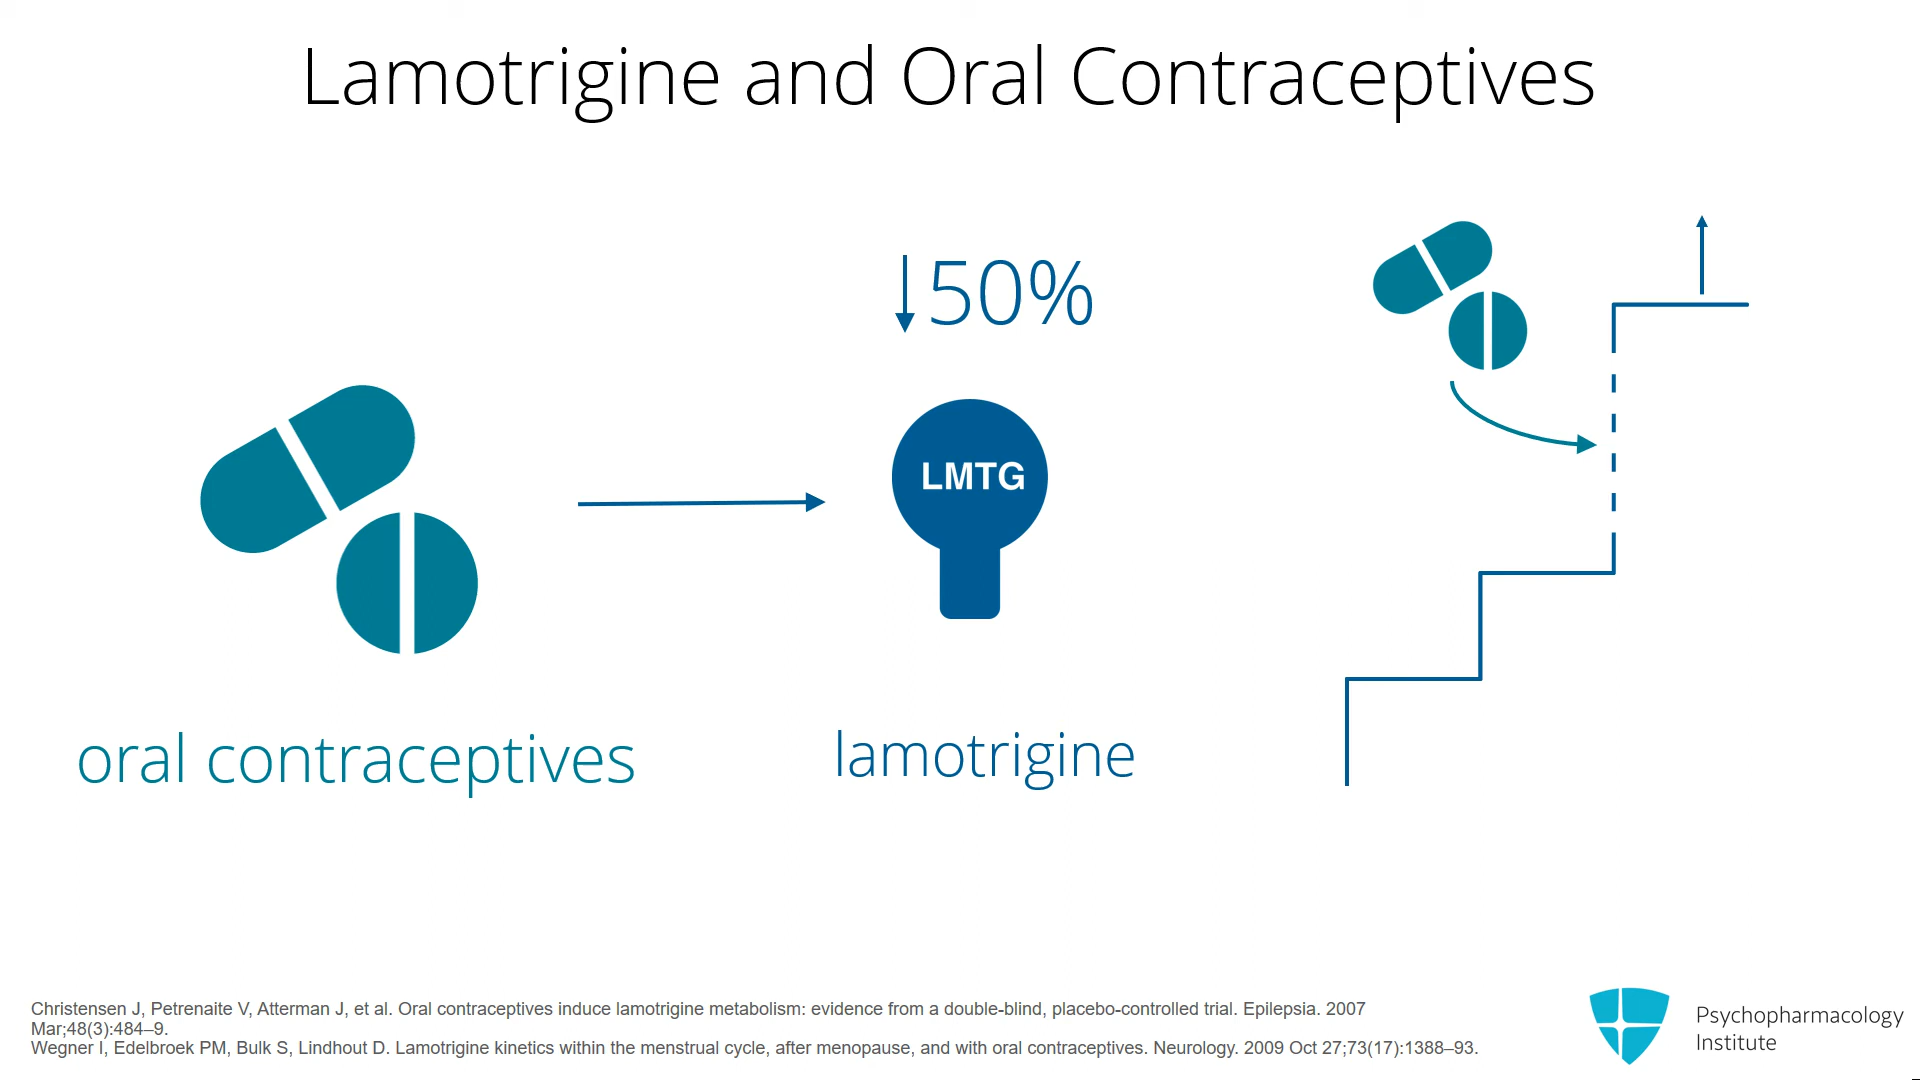 Lamotrigine and Oral Contraceptives
↓50%
LMTG
oral contraceptives
lamotrigine
Christensen J, Petrenaite V, Atterman J, et al. Oral contraceptives induce lamotrigine metabolism: evidence from a double-blind, placebo-controlled trial. Epilepsia. 2007
Mar;48(3):484–9.
Wegner I, Edelbroek PM, Bulk S, Lindhout D. Lamotrigine kinetics within the menstrual cycle, after menopause, and with oral contraceptives. Neurology. 2009 Oct 27;73(17):1388–93.
Psychopharmacology
Institute